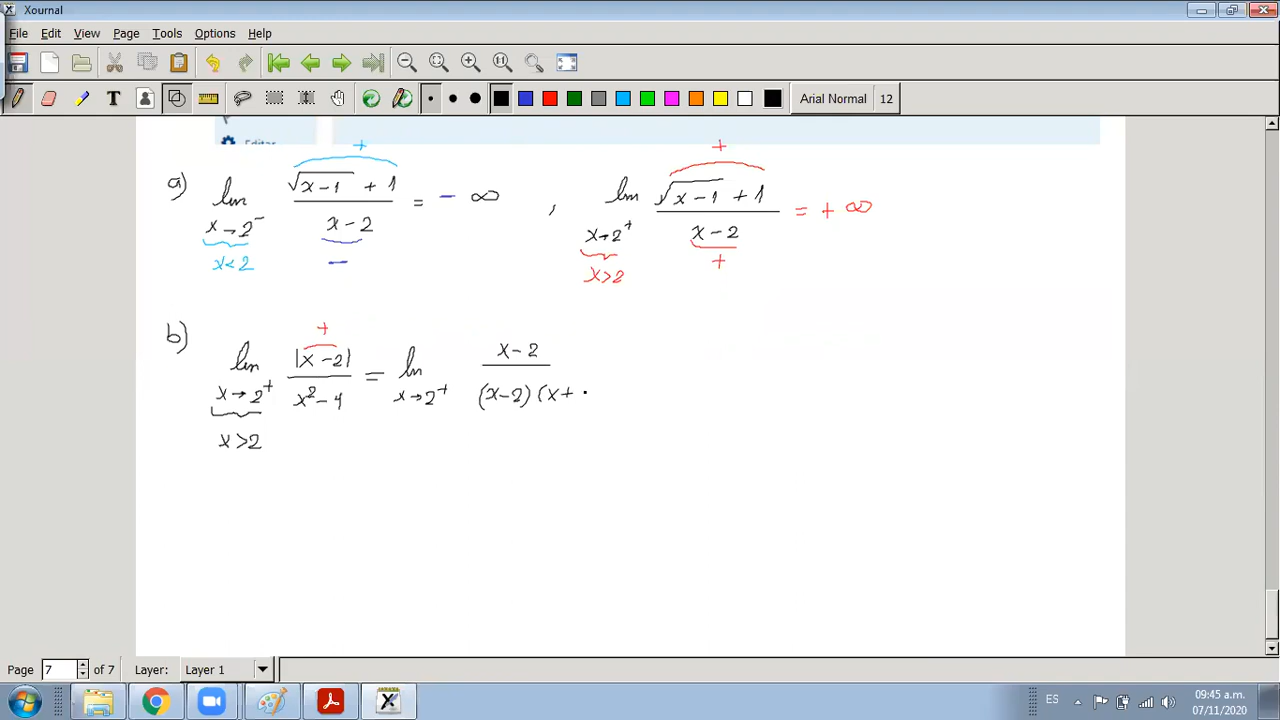 Xournal
File Edit View Page Tools Options Help
Arial Normal 12
Editar
a) lim x→2⁻ (√(x-1) + 1)/(x-2) = - ∞ , lim x→2⁺ (√(x-1) + 1)/(x-2) = + ∞
+ +
x<2 - x>2 +
b) lim x→2⁺ |x-2|/(x²-4) = lim x→2⁺ (x-2)/((x-2)(x+
+
x>2
Page 7 of 7 Layer: Layer 1
ES 09:45 a.m.
07/11/2020